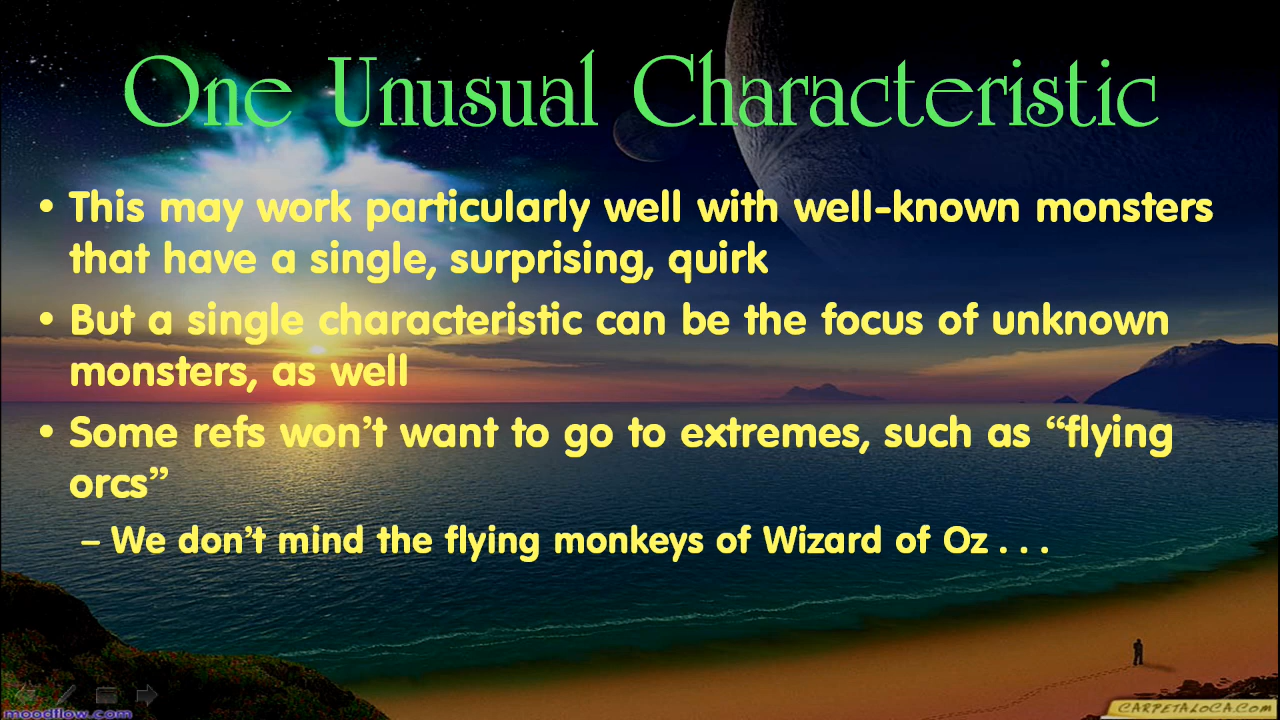 One Unusual Characteristic
• This may work particularly well with well-known monsters
that have a single, surprising, quirk
• But a single characteristic can be the focus of unknown
monsters, as well
• Some refs won’t want to go to extremes, such as “flying
orcs”
– We don’t mind the flying monkeys of Wizard of Oz . . .
moodflow.com
CARPETALOCA.COM